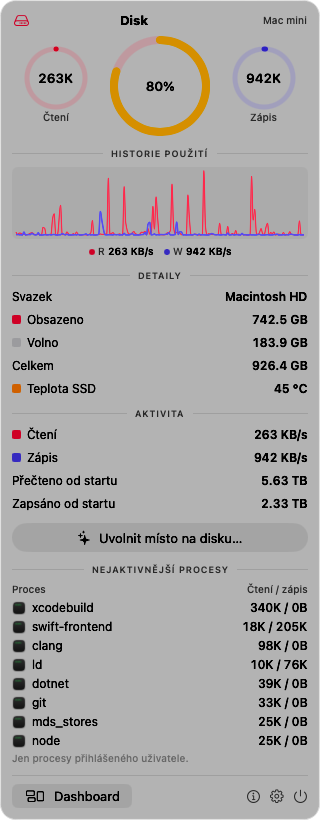 Disk
Mac mini
263K
80%
942K
Čtení
Zápis
HISTORIE POUŽITÍ
R 263 KB/s W 942 KB/s
DETAILY
Svazek Macintosh HD
Obsazeno 742.5 GB
Volno 183.9 GB
Celkem 926.4 GB
Teplota SSD 45 °C
AKTIVITA
Čtení 263 KB/s
Zápis 942 KB/s
Přečteno od startu 5.63 TB
Zapsáno od startu 2.33 TB
Uvolnit místo na disku...
NEJAKTIVNĚJŠÍ PROCESY
Proces Čtení / zápis
xcodebuild 340K / 0B
swift-frontend 18K / 205K
clang 98K / 0B
ld 10K / 76K
dotnet 39K / 0B
git 33K / 0B
mds_stores 25K / 0B
node 25K / 0B
Jen procesy přihlášeného uživatele.
Dashboard